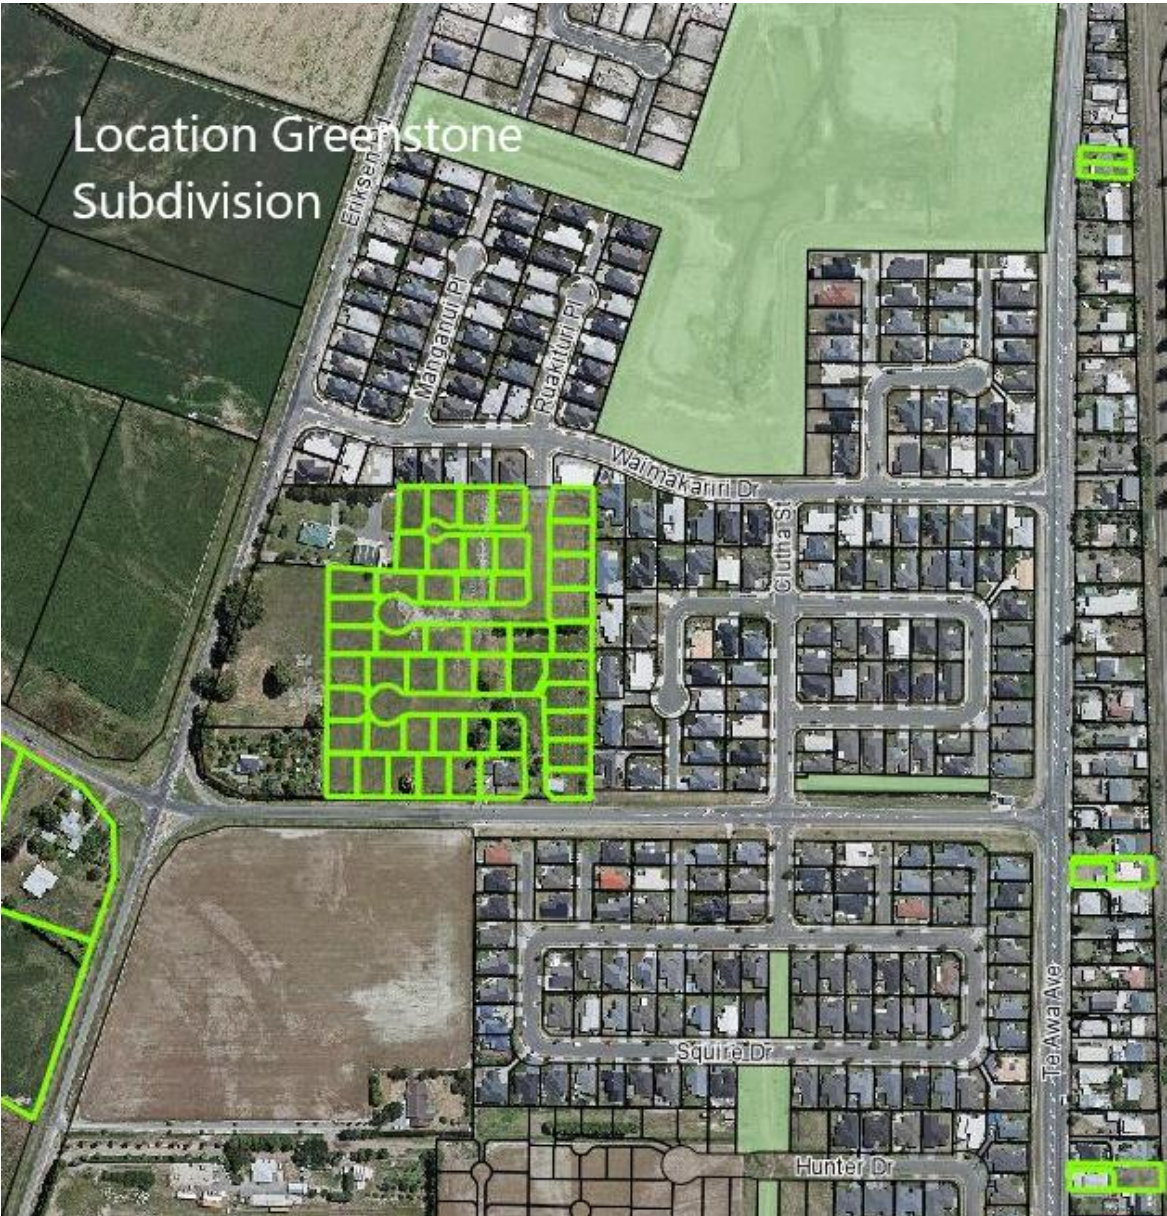 Location Greenstone
Subdivision
Eriksen
Manganui Pl
Ruakituri Pl
Waimakariri Dr
Clutha St
Te Awa Ave
Squire Dr
Hunter Dr